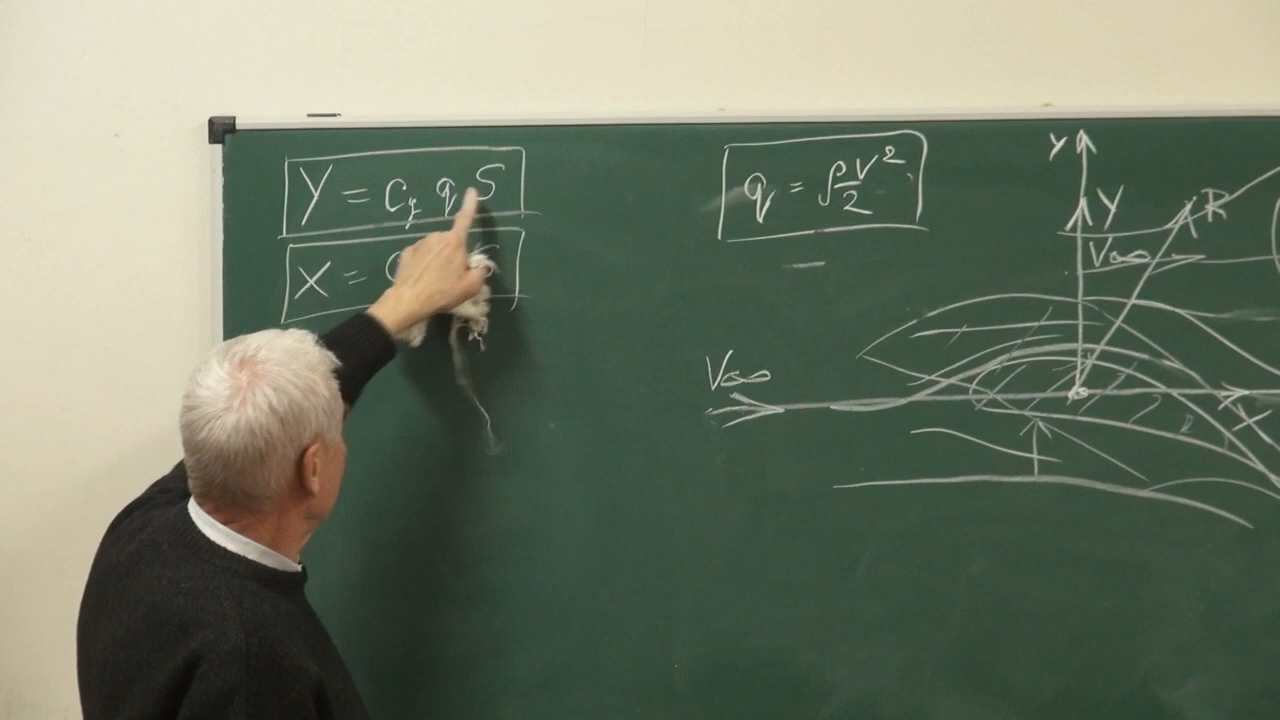 Y = Cy q S
X =
q = ρV²/2
y
Y
R
V∞
V∞
X